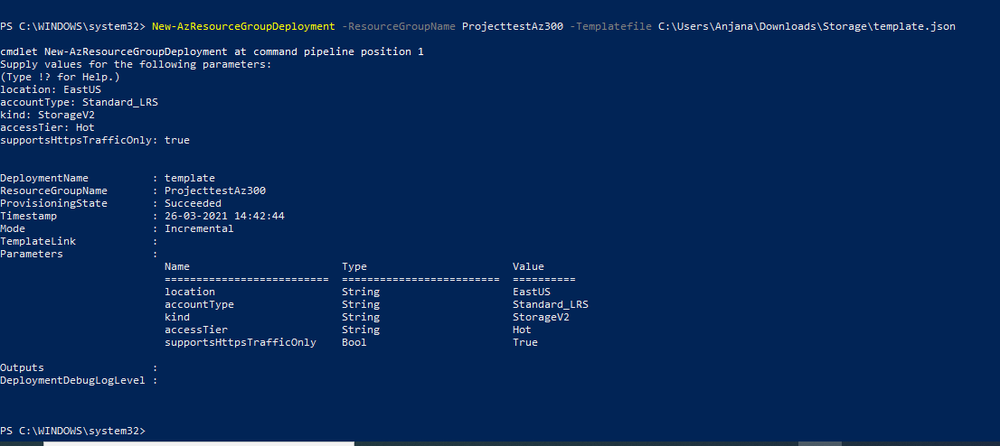 PS C:\WINDOWS\system32> New-AzResourceGroupDeployment -ResourceGroupName ProjecttestAz300 -Templatefile C:\Users\Anjana\Downloads\Storage\template.json
cmdlet New-AzResourceGroupDeployment at command pipeline position 1
Supply values for the following parameters:
(Type !? for Help.)
location: EastUS
accountType: Standard_LRS
kind: StorageV2
accessTier: Hot
supportsHttpsTrafficOnly: true
DeploymentName          : template
ResourceGroupName       : ProjecttestAz300
ProvisioningState       : Succeeded
Timestamp               : 26-03-2021 14:42:44
Mode                    : Incremental
TemplateLink            :
Parameters              :
                          Name                        Type                       Value
                          ==========================  =========================  ==========
                          location                    String                     EastUS
                          accountType                 String                     Standard_LRS
                          kind                        String                     StorageV2
                          accessTier                  String                     Hot
                          supportsHttpsTrafficOnly    Bool                       True
Outputs                 :
DeploymentDebugLogLevel :
PS C:\WINDOWS\system32>